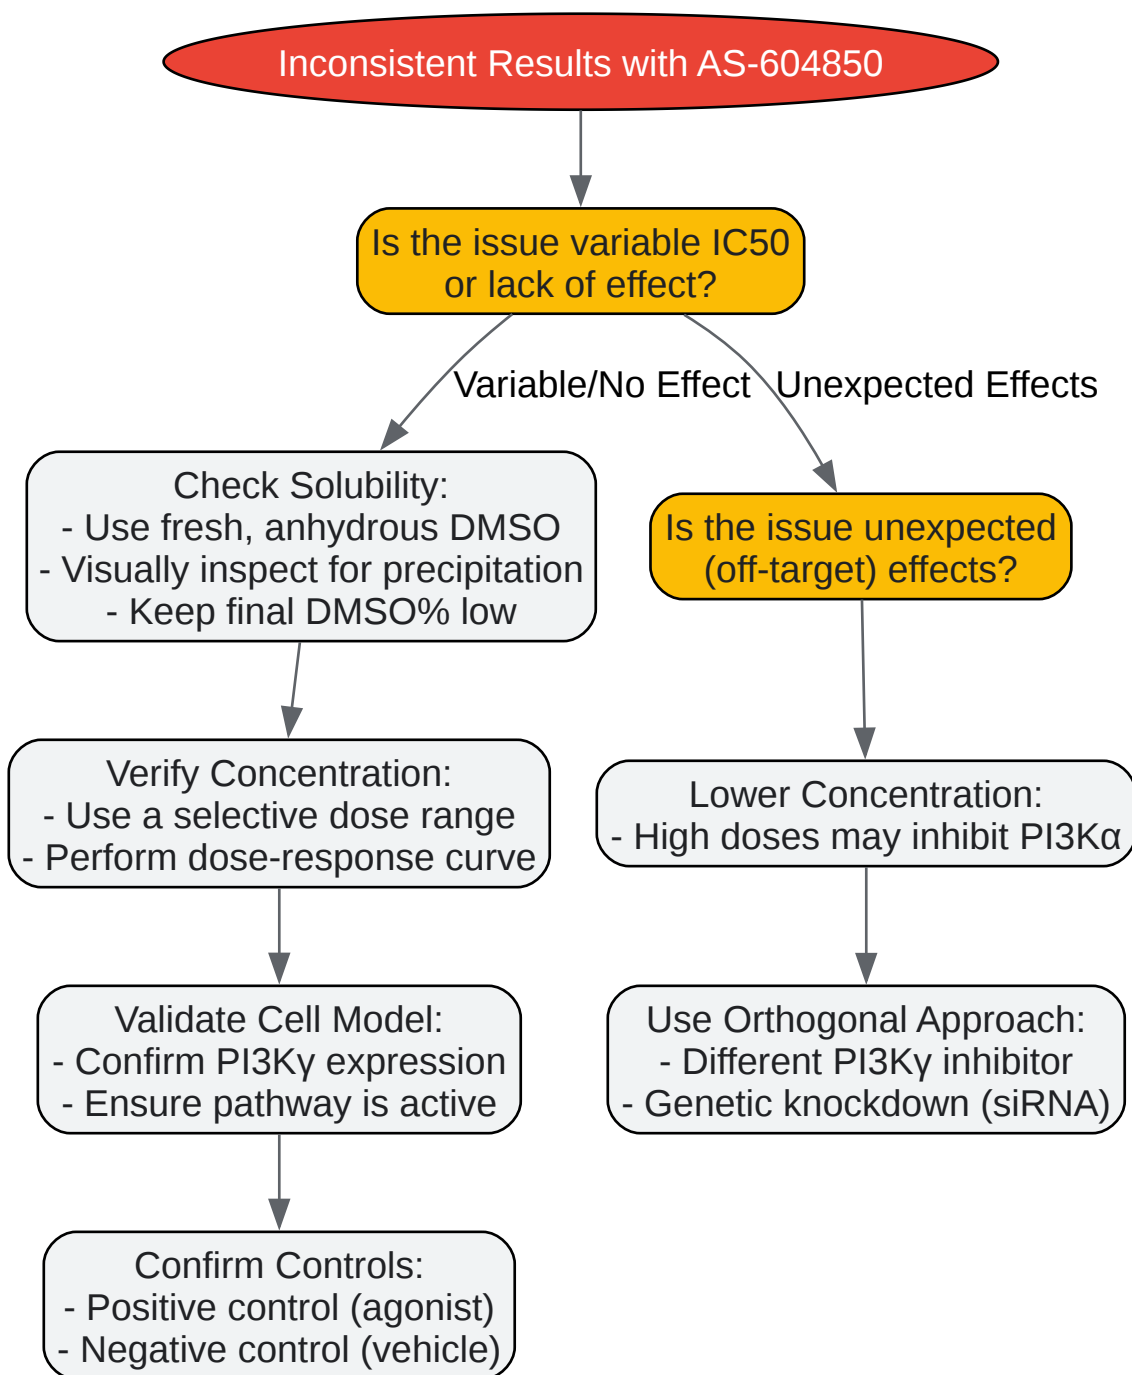 Inconsistent Results with AS-604850
Is the issue variable IC50
or lack of effect?
Variable/No Effect
Unexpected Effects
Check Solubility:
- Use fresh, anhydrous DMSO
- Visually inspect for precipitation
- Keep final DMSO% low
Is the issue unexpected
(off-target) effects?
Verify Concentration:
- Use a selective dose range
- Perform dose-response curve
Lower Concentration:
- High doses may inhibit PI3Kα
Validate Cell Model:
- Confirm PI3Kγ expression
- Ensure pathway is active
Use Orthogonal Approach:
- Different PI3Kγ inhibitor
- Genetic knockdown (siRNA)
Confirm Controls:
- Positive control (agonist)
- Negative control (vehicle)